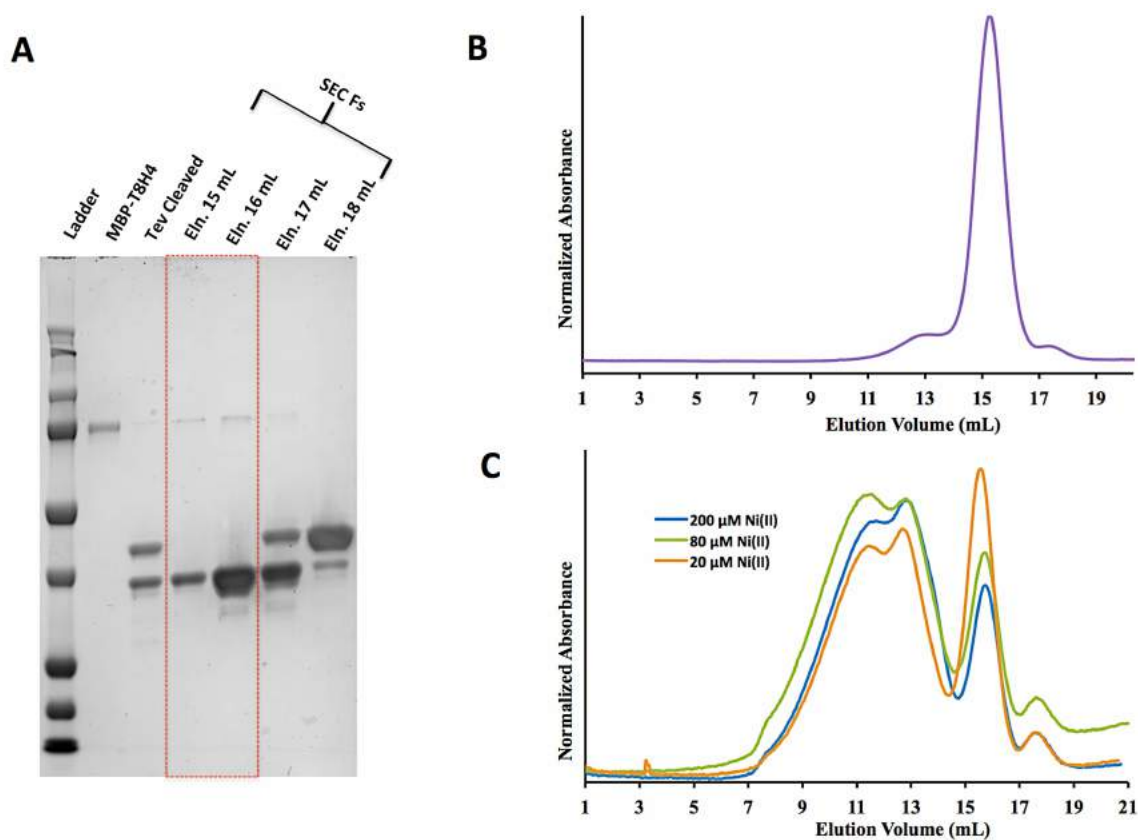 A
SEC Fs
Ladder
MBP-T8H4
Tev Cleaved
Eln. 15 mL
Eln. 16 mL
Eln. 17 mL
Eln. 18 mL
B
Normalized Absorbance
1 3 5 7 9 11 13 15 17 19
Elution Volume (mL)
C
200 µM Ni(II)
80 µM Ni(II)
20 µM Ni(II)
Normalized Absorbance
1 3 5 7 9 11 13 15 17 19 21
Elution Volume (mL)